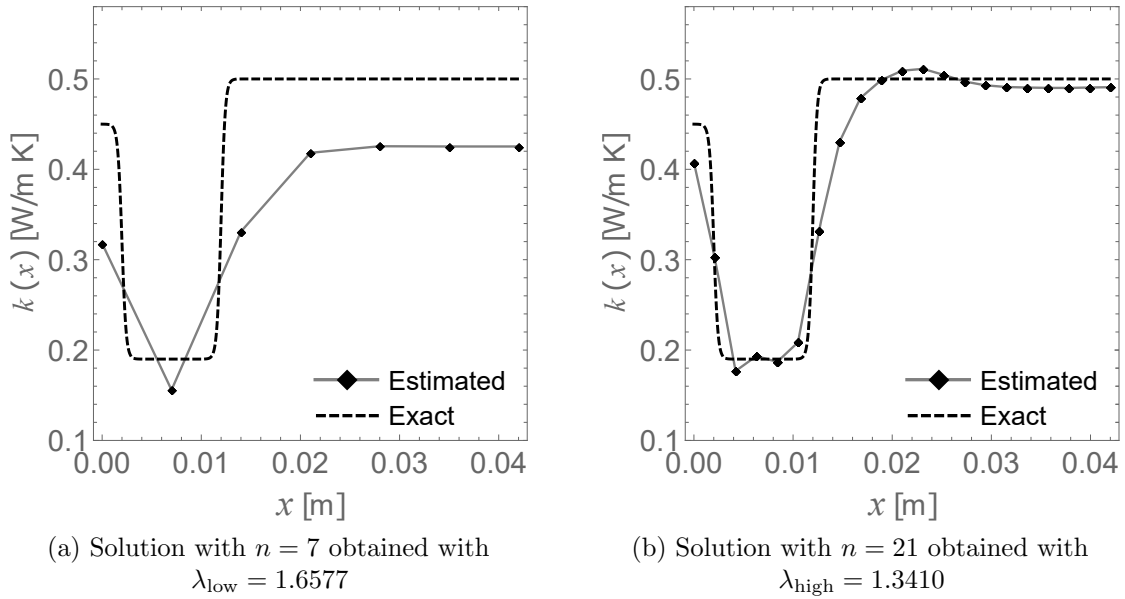 0.5
0.4
0.3
0.2
0.1
k (x) [W/m K]
Estimated
Exact
0.00 0.01 0.02 0.03 0.04
x [m]
(a) Solution with n = 7 obtained with
λlow = 1.6577
0.5
0.4
0.3
0.2
0.1
k (x) [W/m K]
Estimated
Exact
0.00 0.01 0.02 0.03 0.04
x [m]
(b) Solution with n = 21 obtained with
λhigh = 1.3410